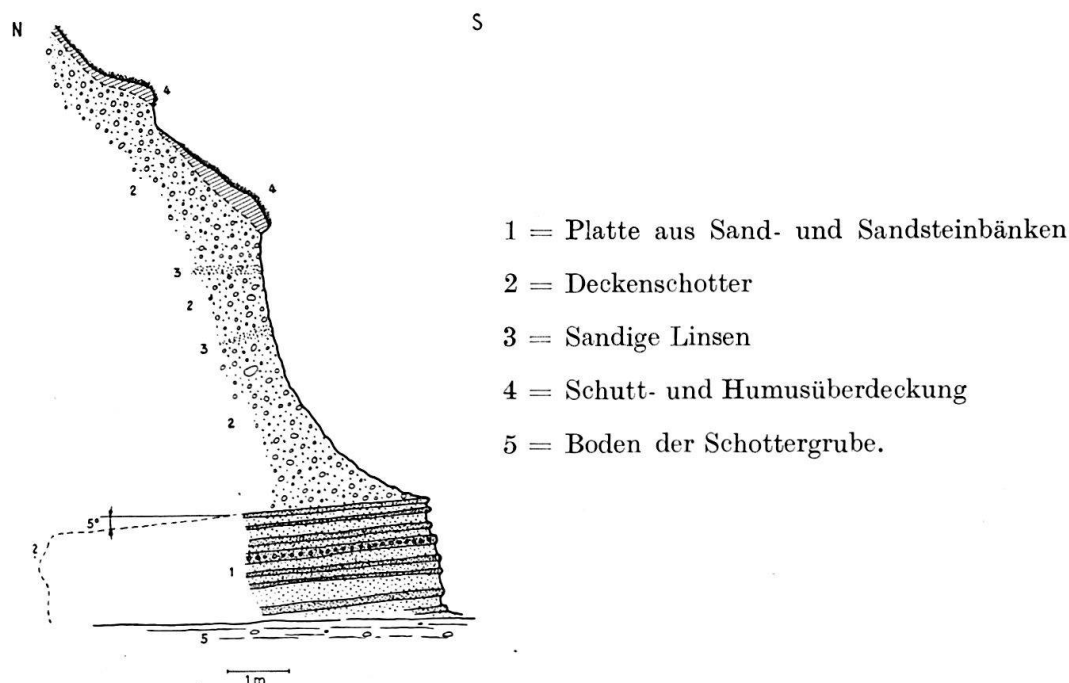 N S
4
2
4
3
2
3
2
5°
2
1
5
1m
1 = Platte aus Sand- und Sandsteinbänken
2 = Deckenschotter
3 = Sandige Linsen
4 = Schutt- und Humusüberdeckung
5 = Boden der Schottergrube.